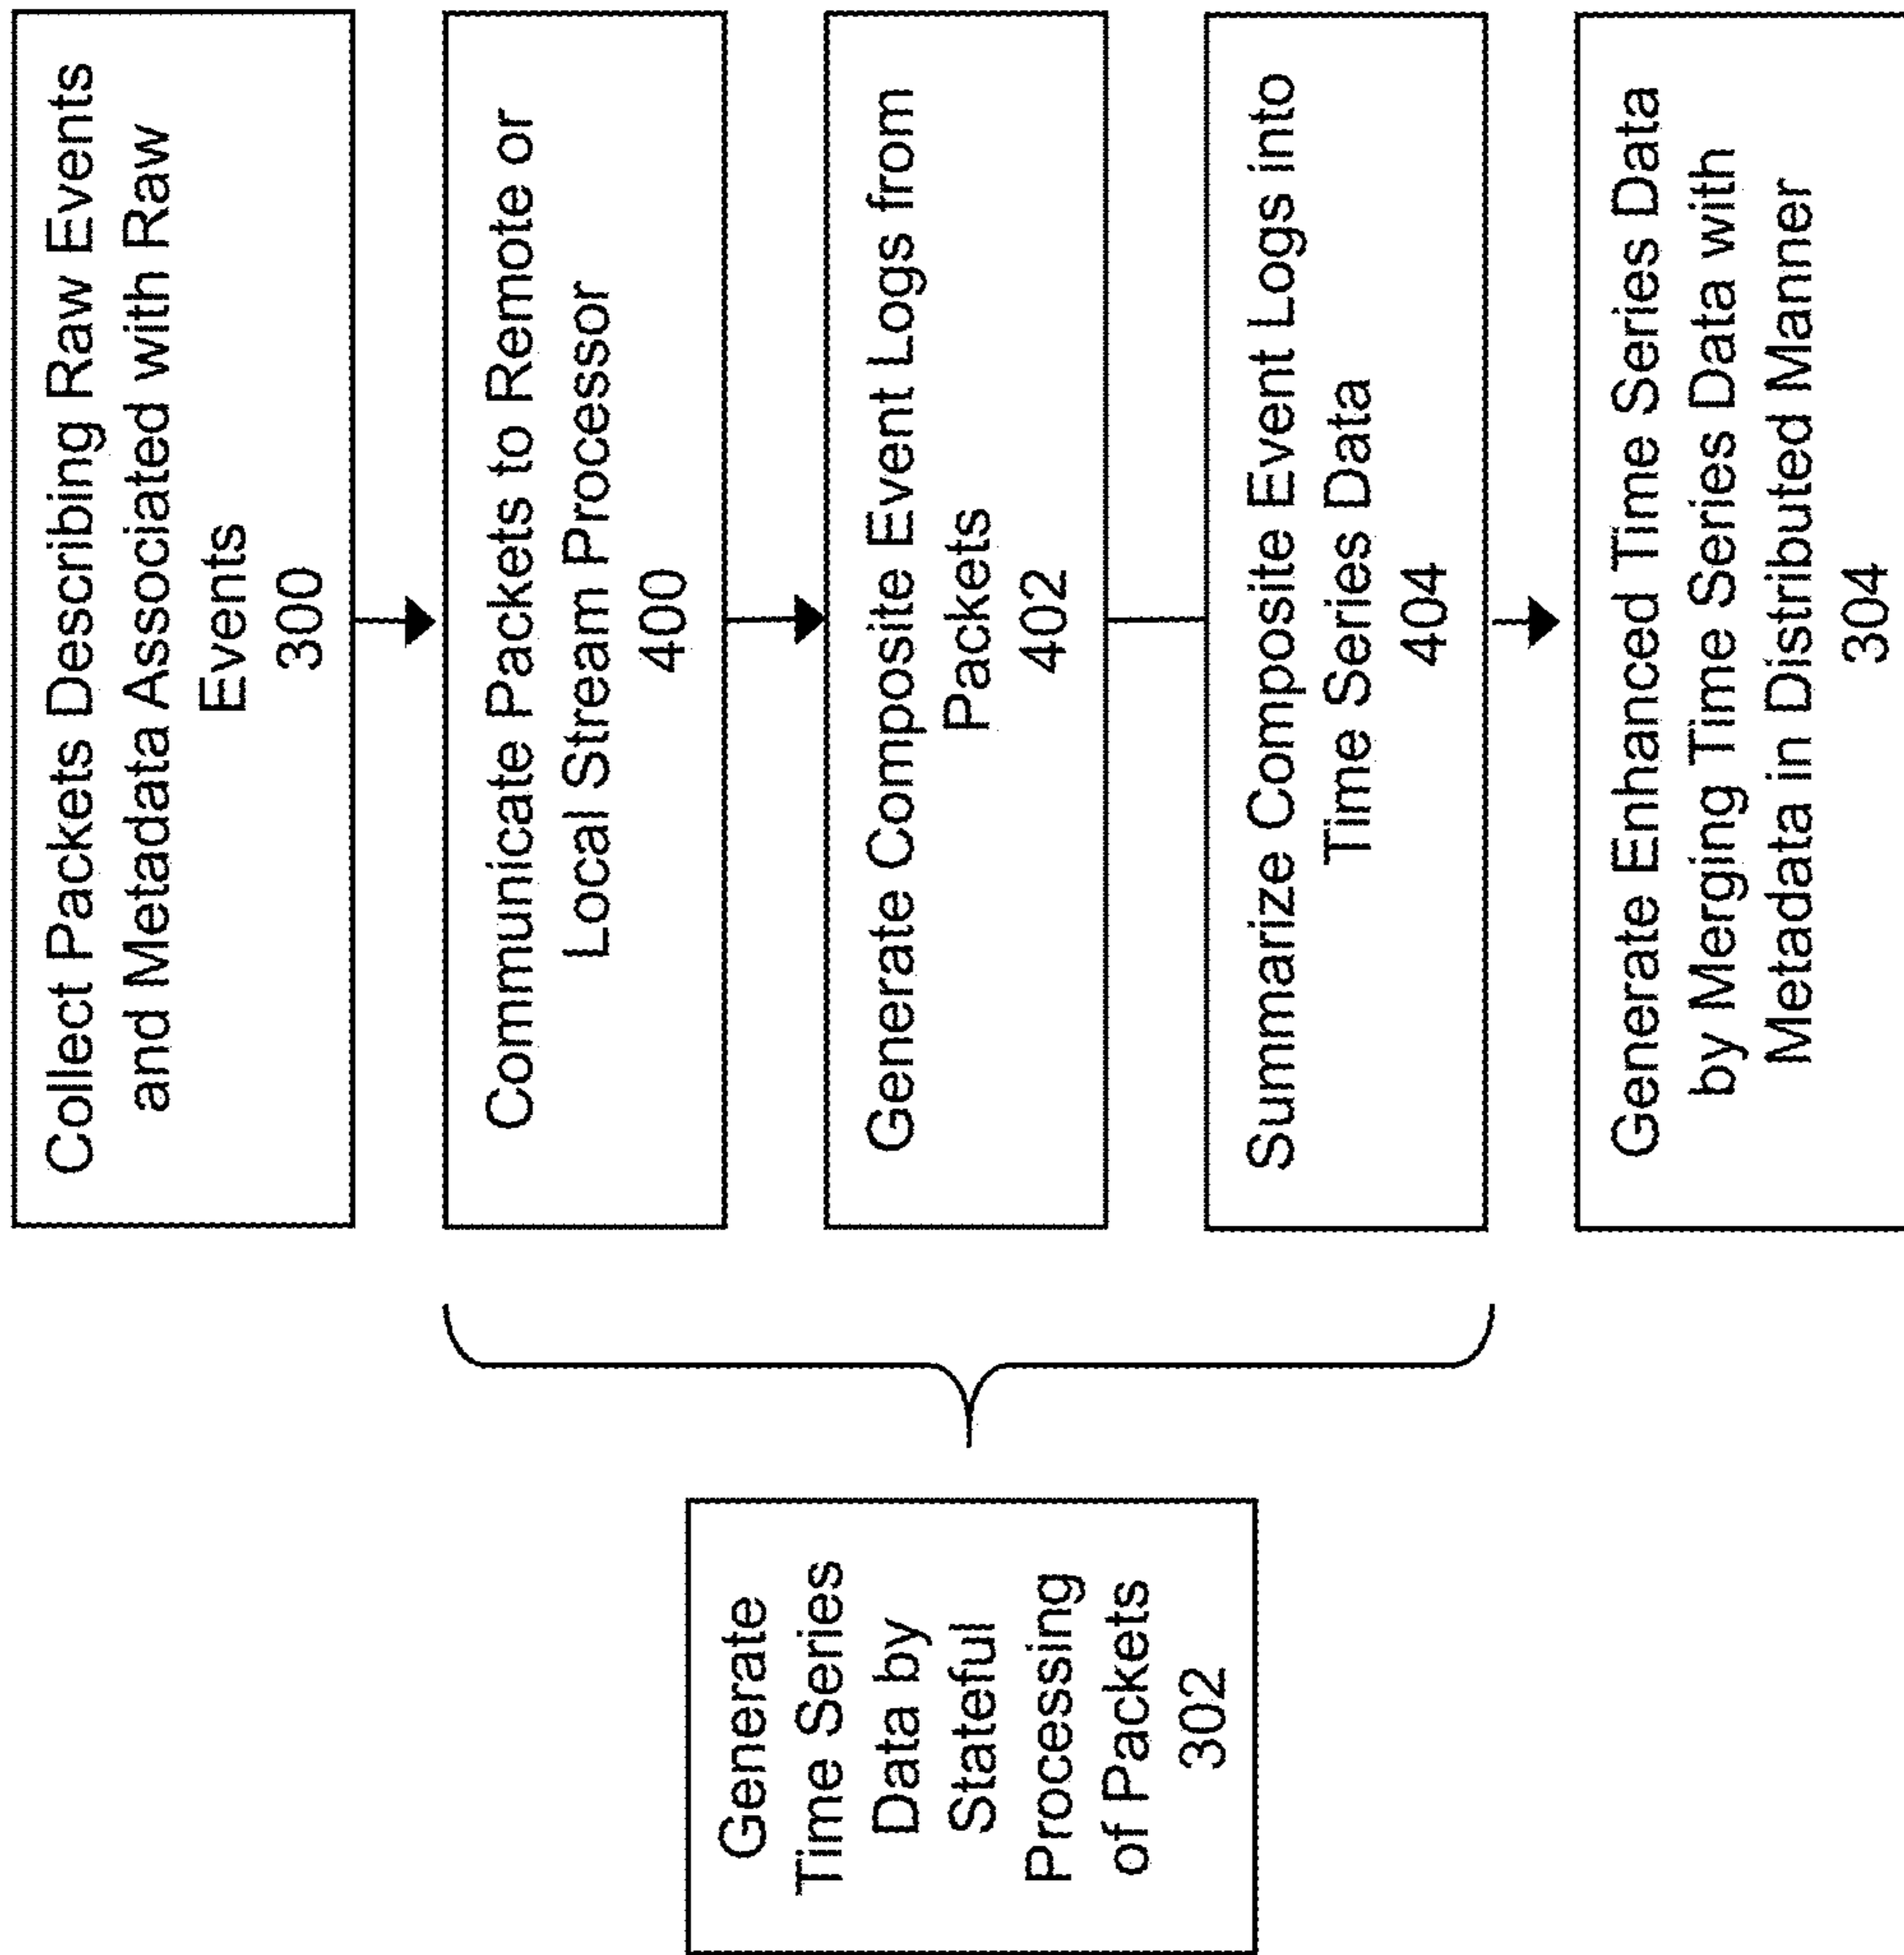 Collect Packets Describing Raw Events
and Metadata Associated with Raw
Events
300
Communicate Packets to Remote or
Local Stream Processor
400
Generate Composite Event Logs from
Packets
402
Summarize Composite Event Logs into
Time Series Data
404
Generate Enhanced Time Series Data
by Merging Time Series Data with
Metadata in Distributed Manner
304
Generate
Time Series
Data by
Stateful
Processing
of Packets
302